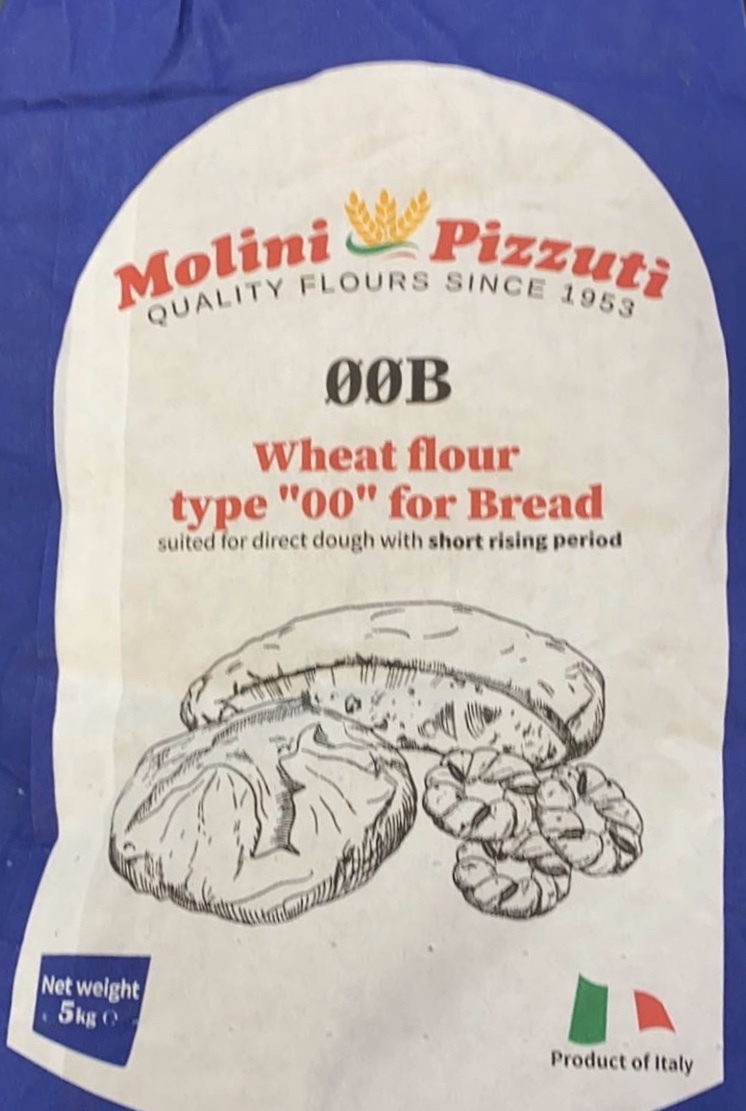 Molini Pizzuti
QUALITY FLOURS SINCE 1953
00B
Wheat flour
type "00" for Bread
suited for direct dough with short rising period
Net weight
5kg ℮
Product of Italy